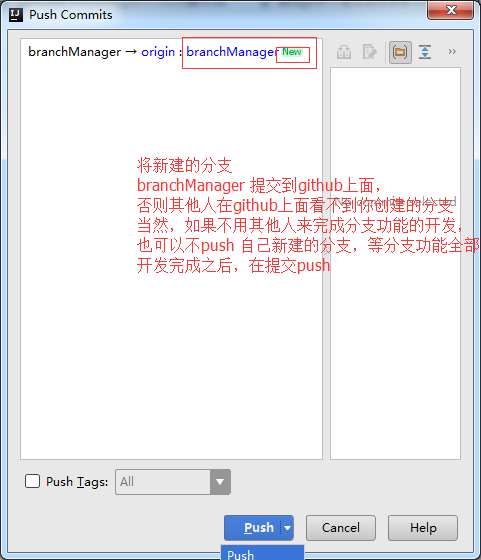 Push Commits
branchManager → origin : branchManager New
将新建的分支
branchManager 提交到github上面，
否则其他人在github上面看不到你创建的分支
当然，如果不用其他人来完成分支功能的开发，
也可以不push 自己新建的分支，等分支功能全部
开发完成之后，在提交push
Push Tags: All
Push Cancel Help
Push